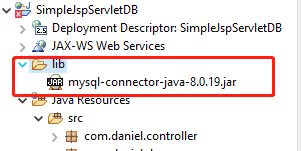 SimpleJspServletDB
Deployment Descriptor: SimpleJspServletDB
JAX-WS Web Services
lib
mysql-connector-java-8.0.19.jar
Java Resources
src
com.daniel.controller